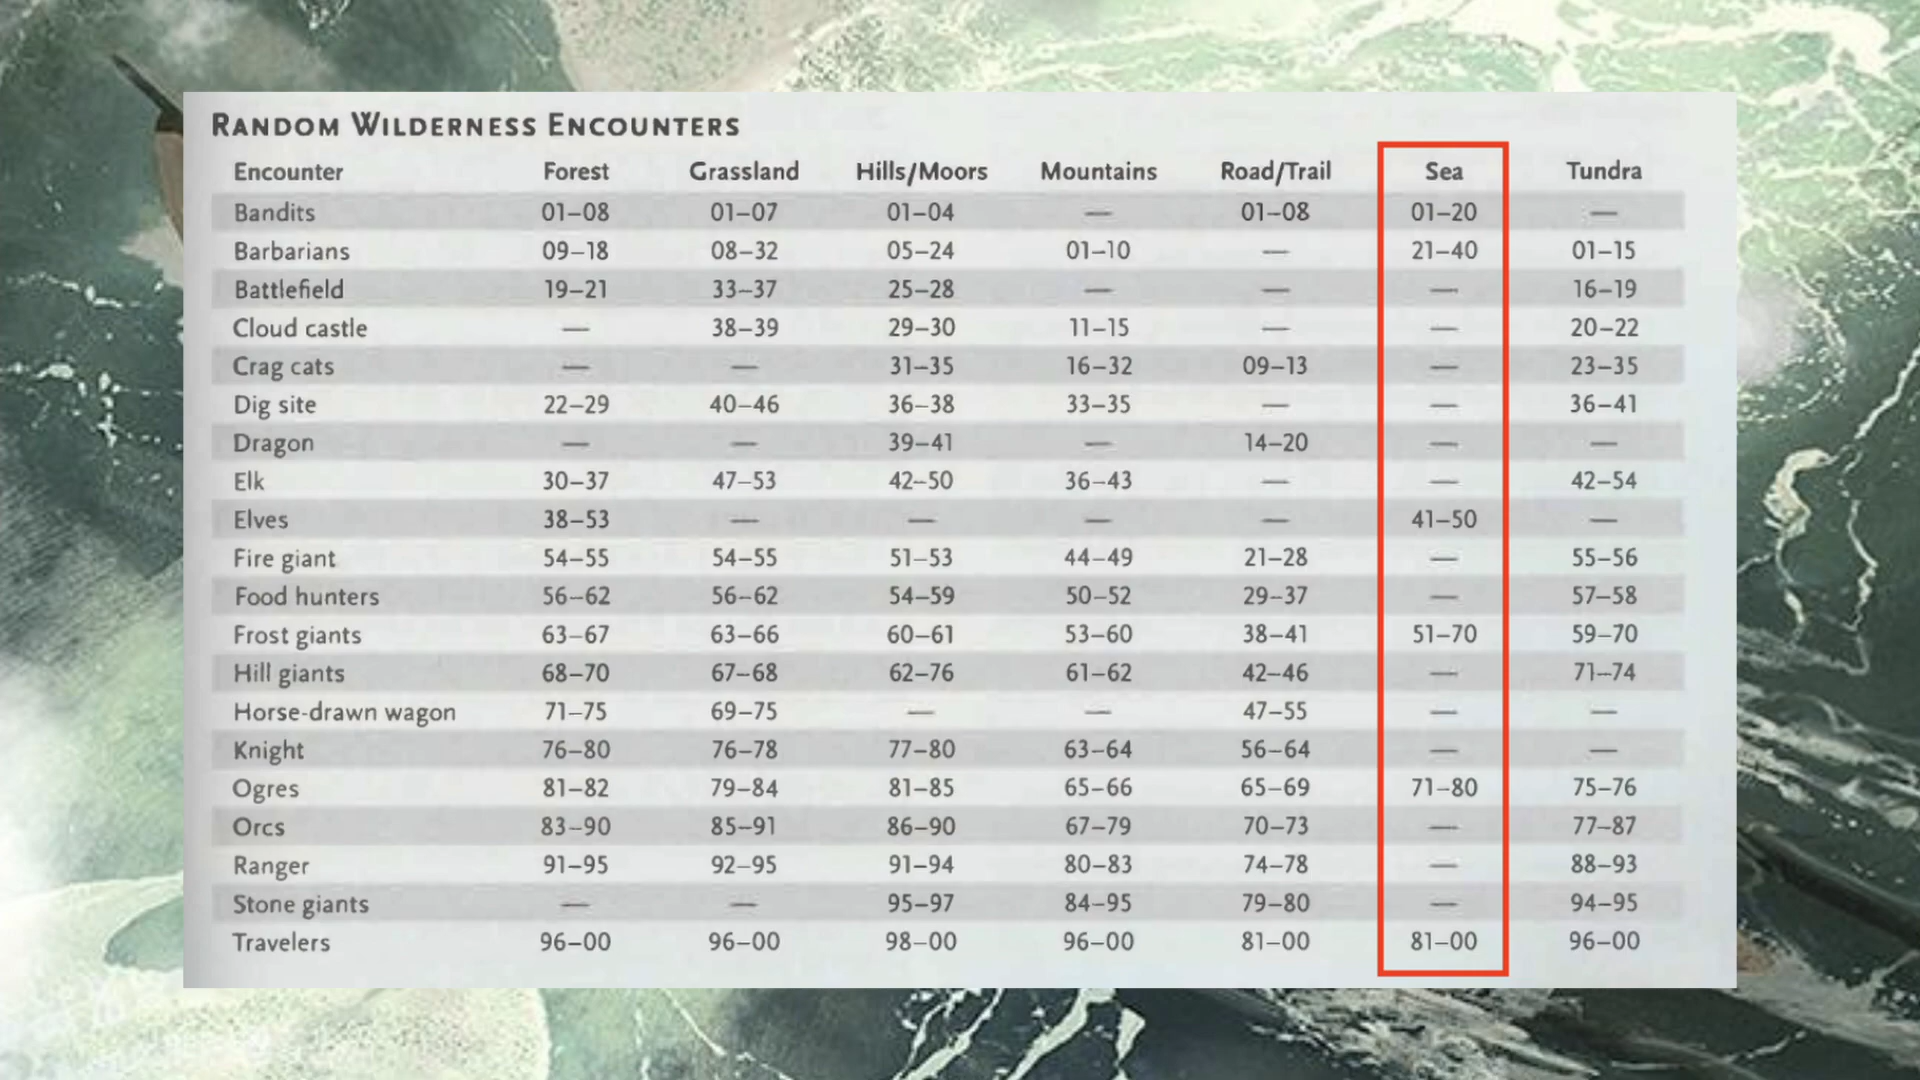 RANDOM WILDERNESS ENCOUNTERS
Encounter Forest Grassland Hills/Moors Mountains Road/Trail Sea Tundra
Bandits 01–08 01–07 01–04 — 01–08 01–20 —
Barbarians 09–18 08–32 05–24 01–10 — 21–40 01–15
Battlefield 19–21 33–37 25–28 — — — 16–19
Cloud castle — 38–39 29–30 11–15 — — 20–22
Crag cats — — 31–35 16–32 09–13 — 23–35
Dig site 22–29 40–46 36–38 33–35 — — 36–41
Dragon — — 39–41 — 14–20 — —
Elk 30–37 47–53 42–50 36–43 — — 42–54
Elves 38–53 — — — — 41–50 —
Fire giant 54–55 54–55 51–53 44–49 21–28 — 55–56
Food hunters 56–62 56–62 54–59 50–52 29–37 — 57–58
Frost giants 63–67 63–66 60–61 53–60 38–41 51–70 59–70
Hill giants 68–70 67–68 62–76 61–62 42–46 — 71–74
Horse-drawn wagon 71–75 69–75 — — 47–55 — —
Knight 76–80 76–78 77–80 63–64 56–64 — —
Ogres 81–82 79–84 81–85 65–66 65–69 71–80 75–76
Orcs 83–90 85–91 86–90 67–79 70–73 — 77–87
Ranger 91–95 92–95 91–94 80–83 74–78 — 88–93
Stone giants — — 95–97 84–95 79–80 — 94–95
Travelers 96–00 96–00 98–00 96–00 81–00 81–00 96–00